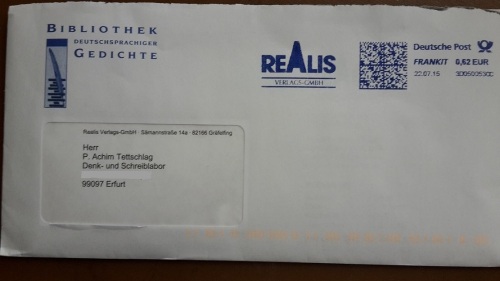 BIBLIOTHEK
DEUTSCHSPRACHIGER
GEDICHTE
REALIS
VERLAGS-GMBH
Deutsche Post
FRANKIT 0,62 EUR
22.07.15
Realis Verlags-GmbH · Sämannstraße 14a · 82166 Gräfelfing
Herr
P. Achim Tettschlag
Denk- und Schreiblabor
99097 Erfurt